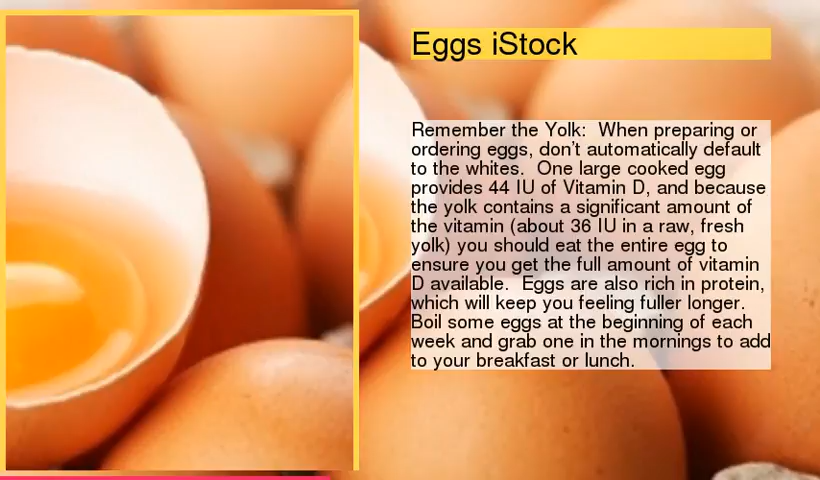 Eggs iStock
Remember the Yolk:  When preparing or
ordering eggs, don't automatically default
to the whites.  One large cooked egg
provides 44 IU of Vitamin D, and because
the yolk contains a significant amount of
the vitamin (about 36 IU in a raw, fresh
yolk) you should eat the entire egg to
ensure you get the full amount of vitamin
D available.  Eggs are also rich in protein,
which will keep you feeling fuller longer.
Boil some eggs at the beginning of each
week and grab one in the mornings to add
to your breakfast or lunch.